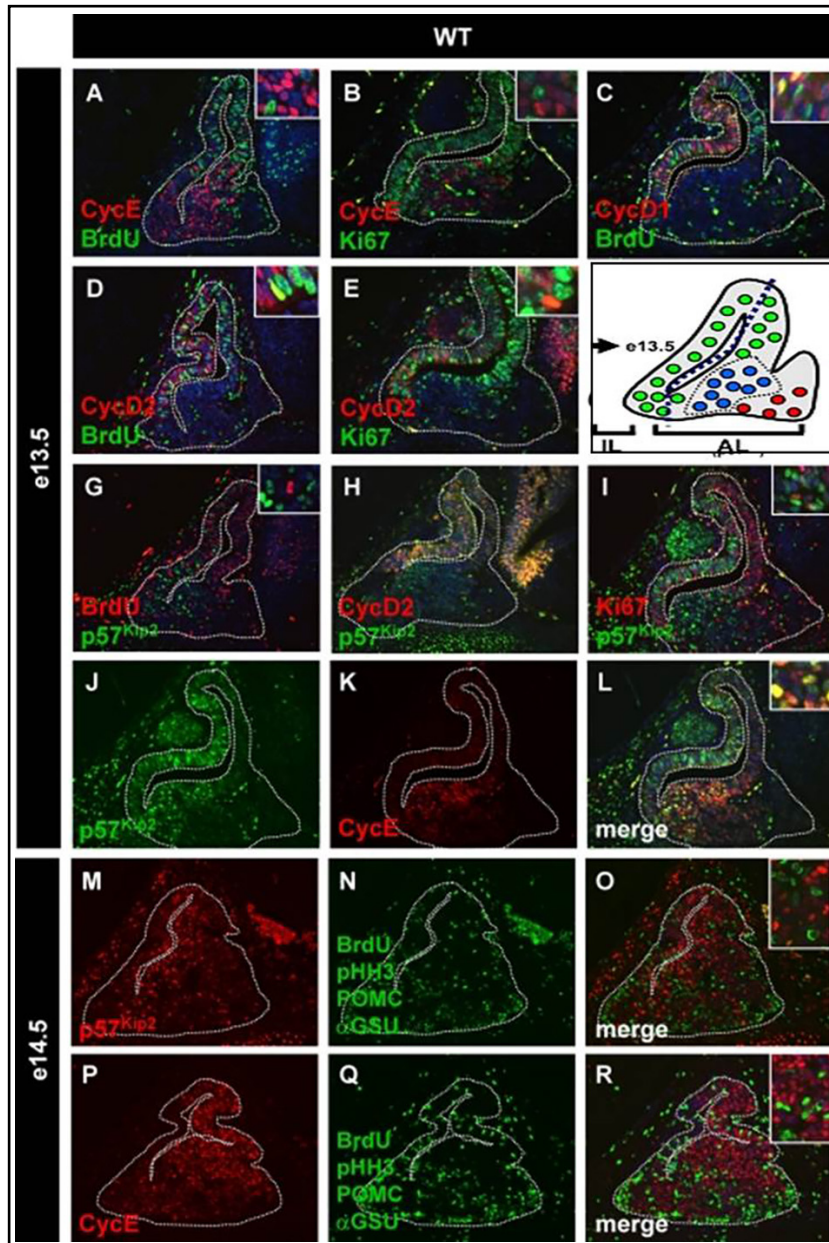 WT
e13.5
A
CycE
BrdU
B
CycE
Ki67
C
CycD1
BrdU
D
CycD2
BrdU
E
CycD2
Ki67
e13.5
IL
AL
G
BrdU
p57Kip2
H
CycD2
p57Kip2
I
Ki67
p57Kip2
J
p57Kip2
K
CycE
L
merge
e14.5
M
p57Kip2
N
BrdU
pHH3
POMC
αGSU
O
merge
P
CycE
Q
BrdU
pHH3
POMC
αGSU
R
merge